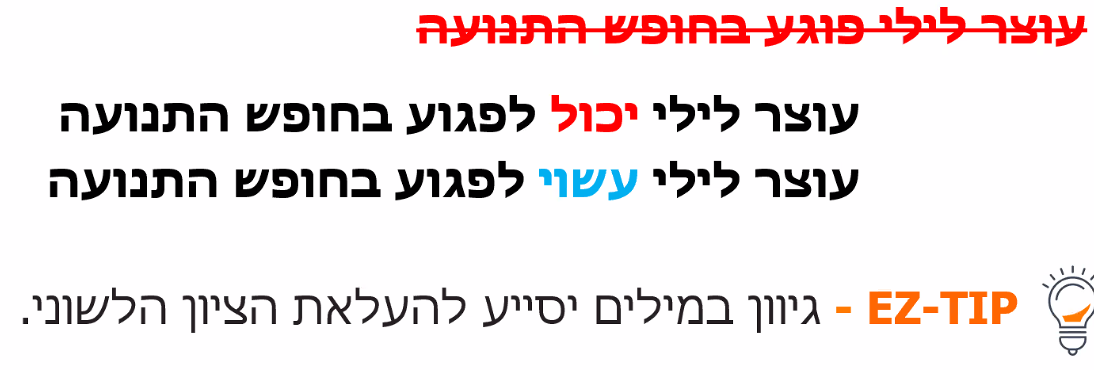 עוצר לילי פוגע בחופש התנועה
עוצר לילי יכול לפגוע בחופש התנועה
עוצר לילי עשוי לפגוע בחופש התנועה
EZ-TIP - גיוון במילים יסייע להעלאת הציון הלשוני.